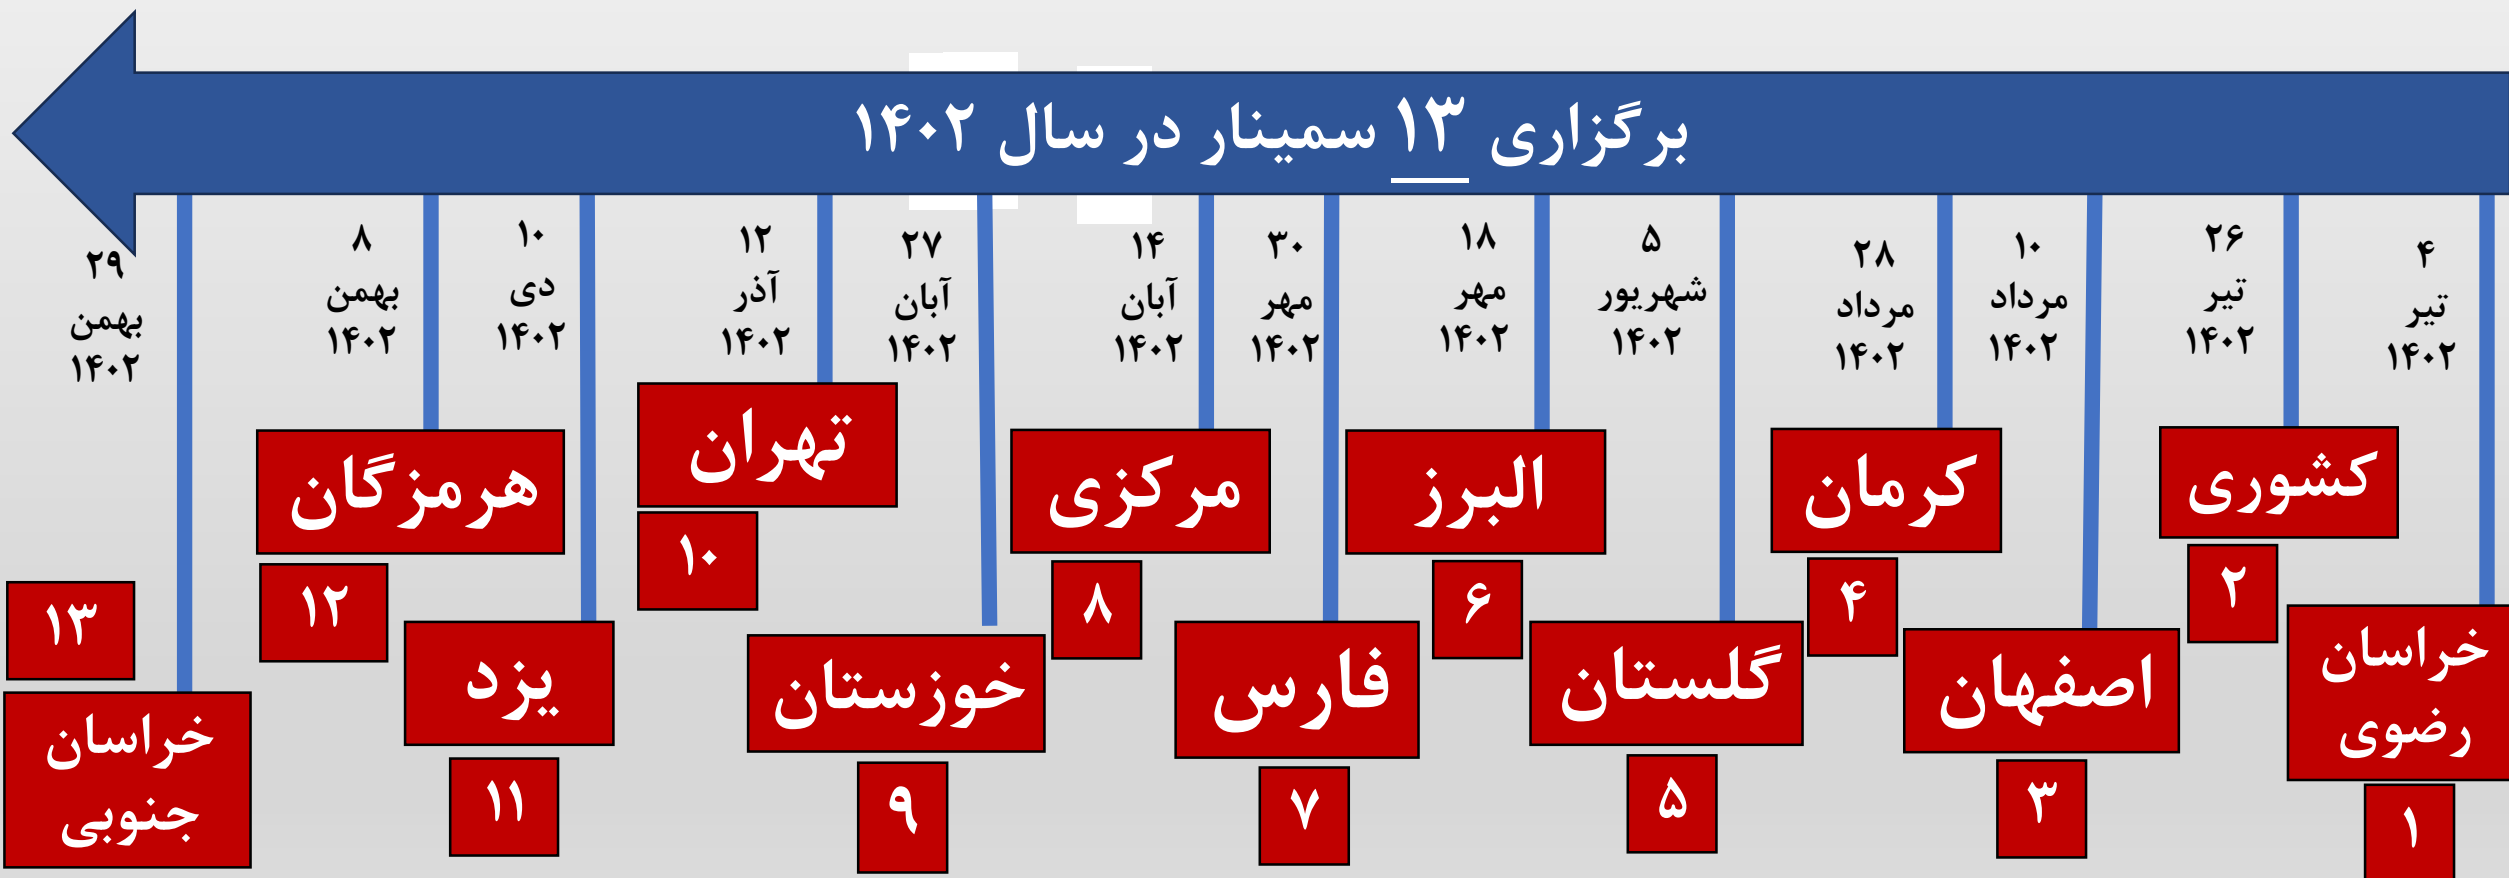 برگزاری ۱۳ سمینار در سال ۱۴۰۲
۴
تیر
۱۴۰۲
خراسان
رضوی
۱
۲۶
تیر
۱۴۰۲
کشوری
۲
۱۰
مرداد
۱۴۰۲
اصفهان
۳
۲۸
مرداد
۱۴۰۲
کرمان
۴
۵
شهریور
۱۴۰۲
گلستان
۵
۱۸
مهر
۱۴۰۲
البرز
۶
۳۰
مهر
۱۴۰۲
فارس
۷
۱۴
آبان
۱۴۰۲
مرکزی
۸
۲۷
آبان
۱۴۰۲
خوزستان
۹
۱۲
آذر
۱۴۰۲
تهران
۱۰
۱۰
دی
۱۴۰۲
یزد
۱۱
۸
بهمن
۱۴۰۲
هرمزگان
۱۲
۲۹
بهمن
۱۴۰۲
۱۳
خراسان
جنوبی